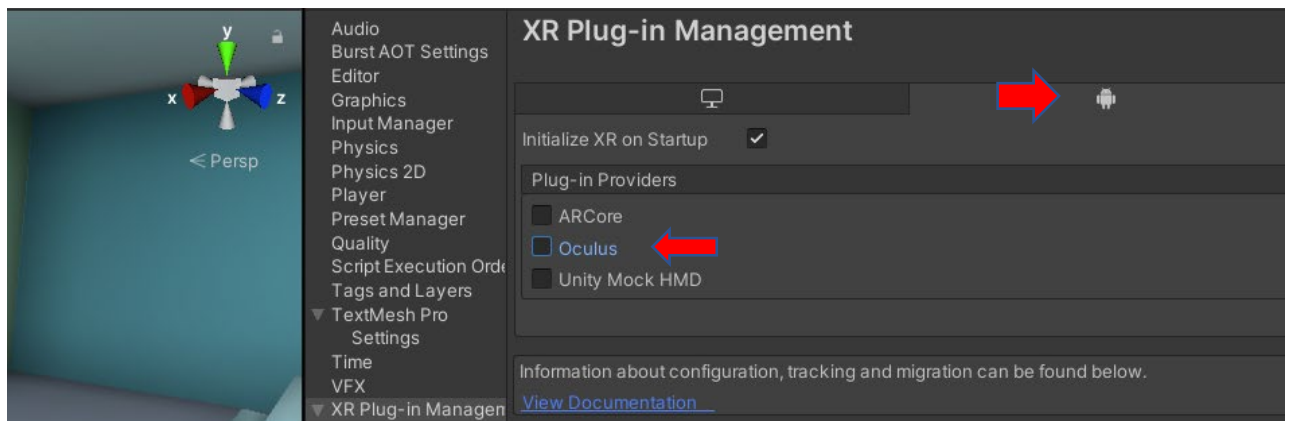 y
x
z
< Persp
Audio
Burst AOT Settings
Editor
Graphics
Input Manager
Physics
Physics 2D
Player
Preset Manager
Quality
Script Execution Orde
Tags and Layers
TextMesh Pro
Settings
Time
VFX
XR Plug-in Managem
XR Plug-in Management
Initialize XR on Startup
Plug-in Providers
ARCore
Oculus
Unity Mock HMD
Information about configuration, tracking and migration can be found below.
View Documentation